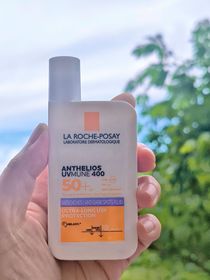 LA ROCHE-POSAY
LABORATOIRE DERMATOLOGIQUE
ANTHELIOS
UVMUNE 400
50+
ULTRA LONG UVA
PROTECTION